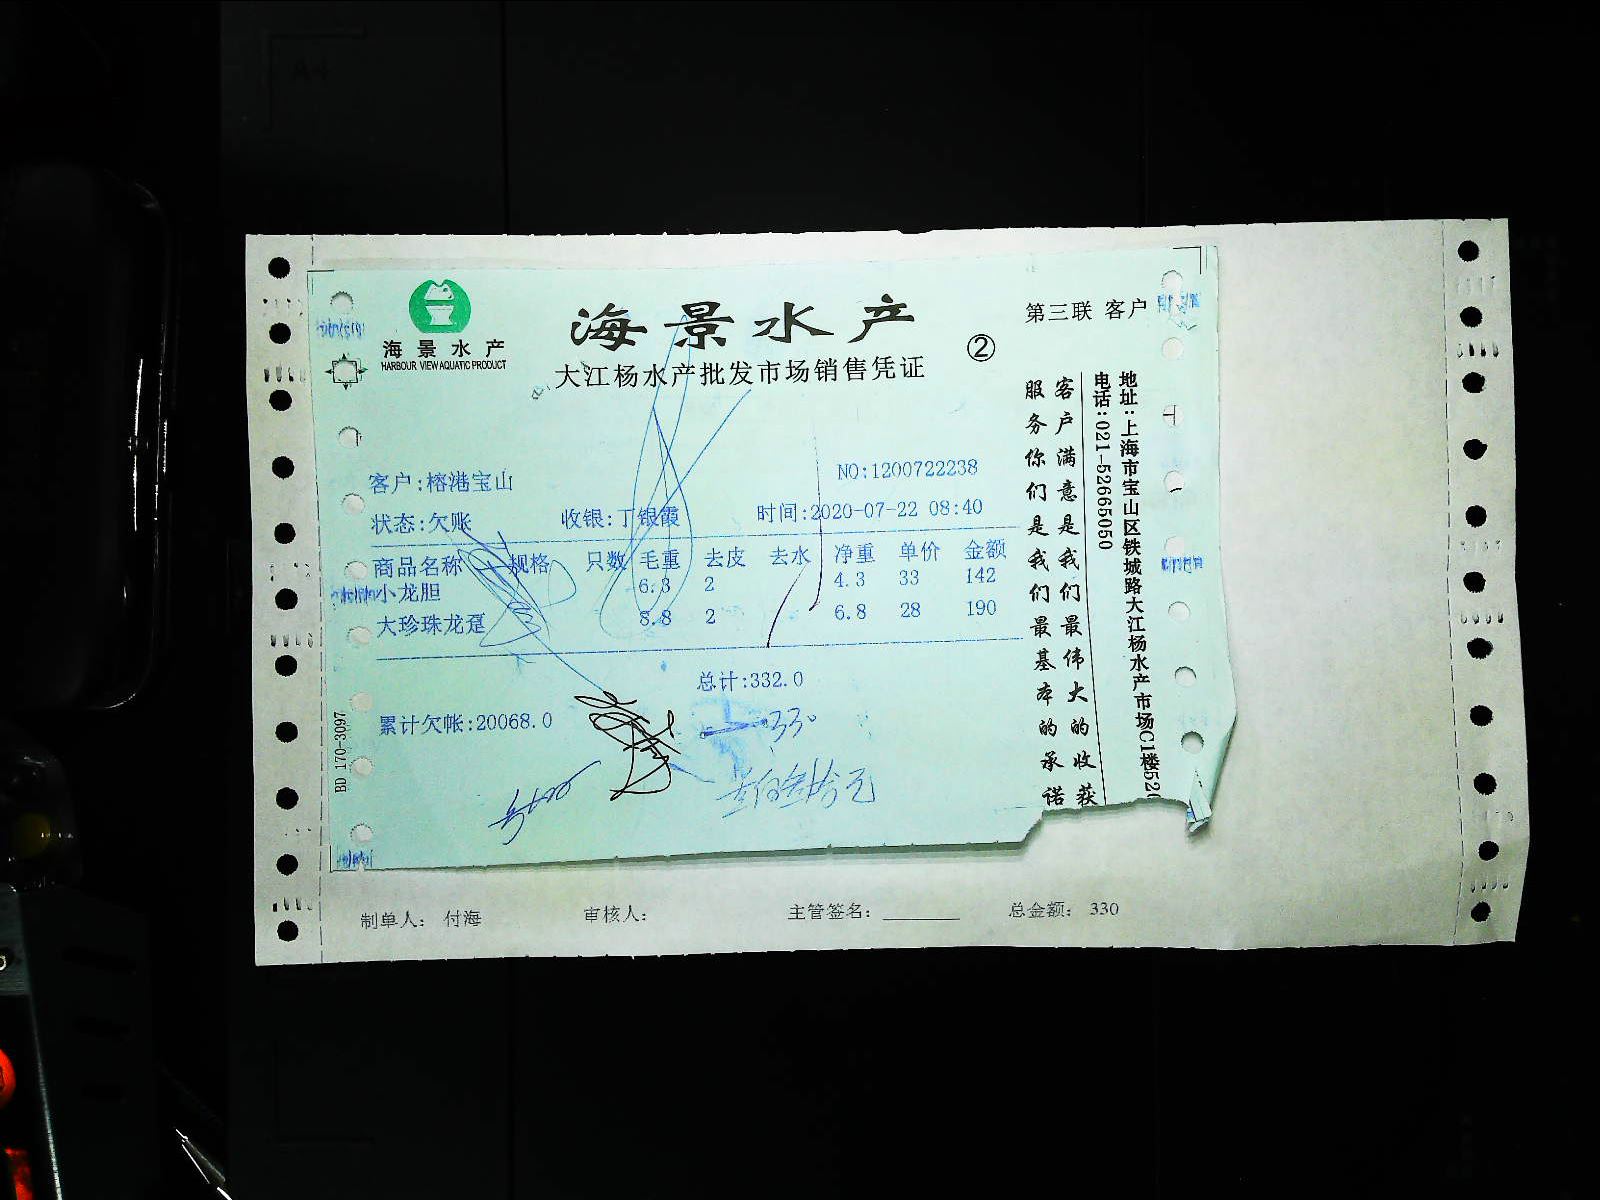 海景水产
HARBOUR VIEW AQUATIC PRODUCT
海景水产
大江杨水产批发市场销售凭证
②
第三联 客户
客户:榕港宝山
NO:1200722238
状态:欠账 收银:丁银霞 时间:2020-07-22 08:40
商品名称 规格 只数 毛重 去皮 去水 净重 单价 金额
小龙胆 6.3 2 4.3 33 142
大珍珠龙趸 8.8 2 6.8 28 190
总计:332.0
累计欠帐:20068.0
330
叁佰叁拾元
BD 170-3097
客户满意是我们最伟大的收获
服务你们是我们最基本的承诺
地址:上海市宝山区铁城路大江杨水产市场C1楼520
电话:021-52665050
制单人: 付海 审核人: 主管签名: ________ 总金额: 330